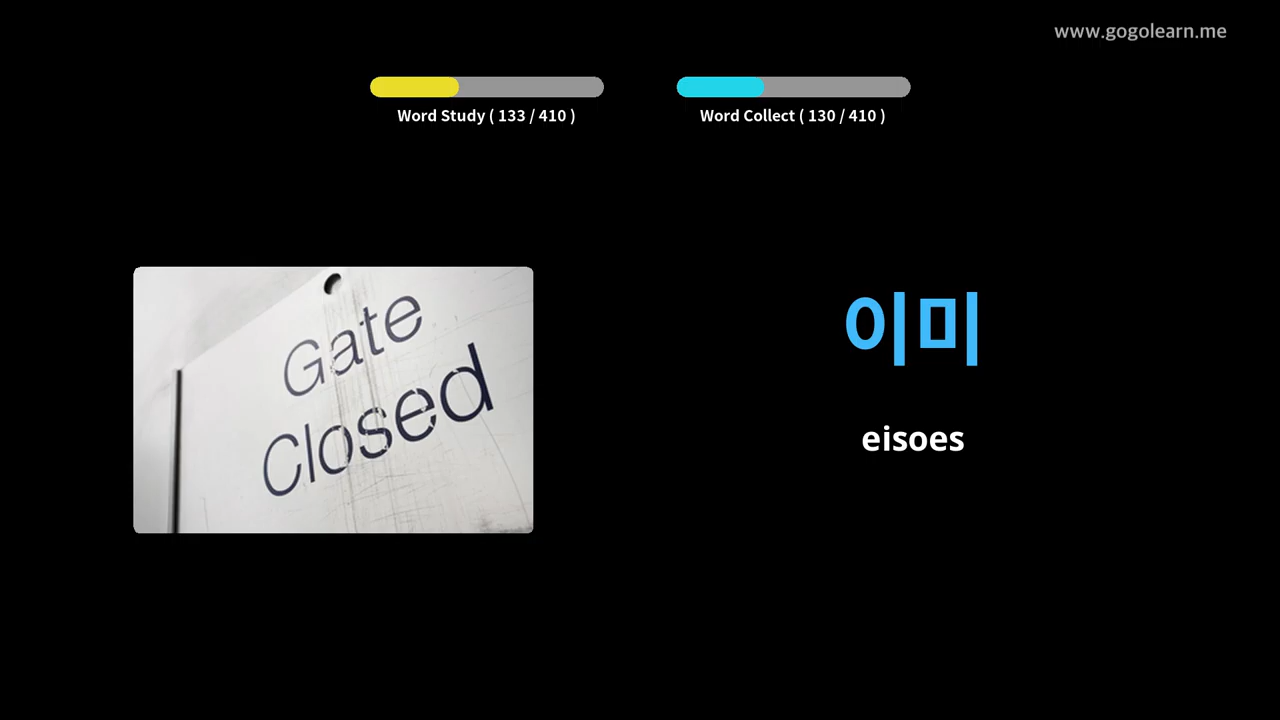 www.gogolearn.me
Word Study ( 133 / 410 )
Word Collect ( 130 / 410 )
Gate
Closed
이미
eisoes